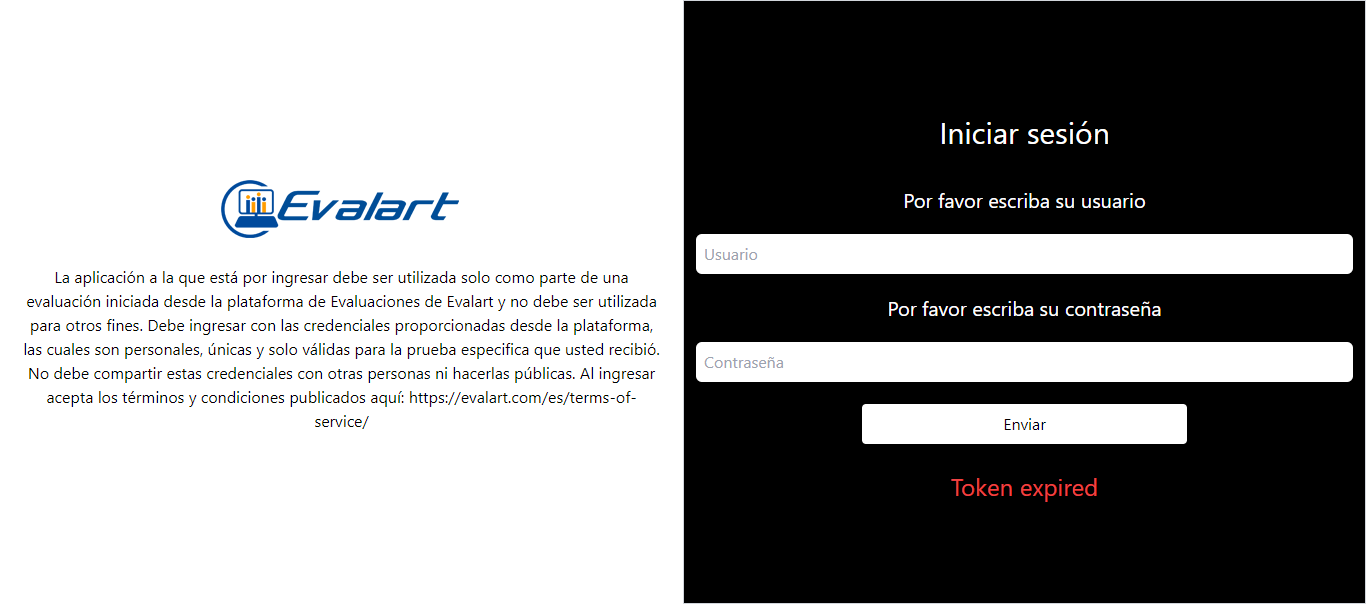 Evalart
La aplicación a la que está por ingresar debe ser utilizada solo como parte de una
evaluación iniciada desde la plataforma de Evaluaciones de Evalart y no debe ser utilizada
para otros fines. Debe ingresar con las credenciales proporcionadas desde la plataforma,
las cuales son personales, únicas y solo válidas para la prueba especifica que usted recibió.
No debe compartir estas credenciales con otras personas ni hacerlas públicas. Al ingresar
acepta los términos y condiciones publicados aquí: https://evalart.com/es/terms-of-
service/
Iniciar sesión
Por favor escriba su usuario
Usuario
Por favor escriba su contraseña
Contraseña
Enviar
Token expired